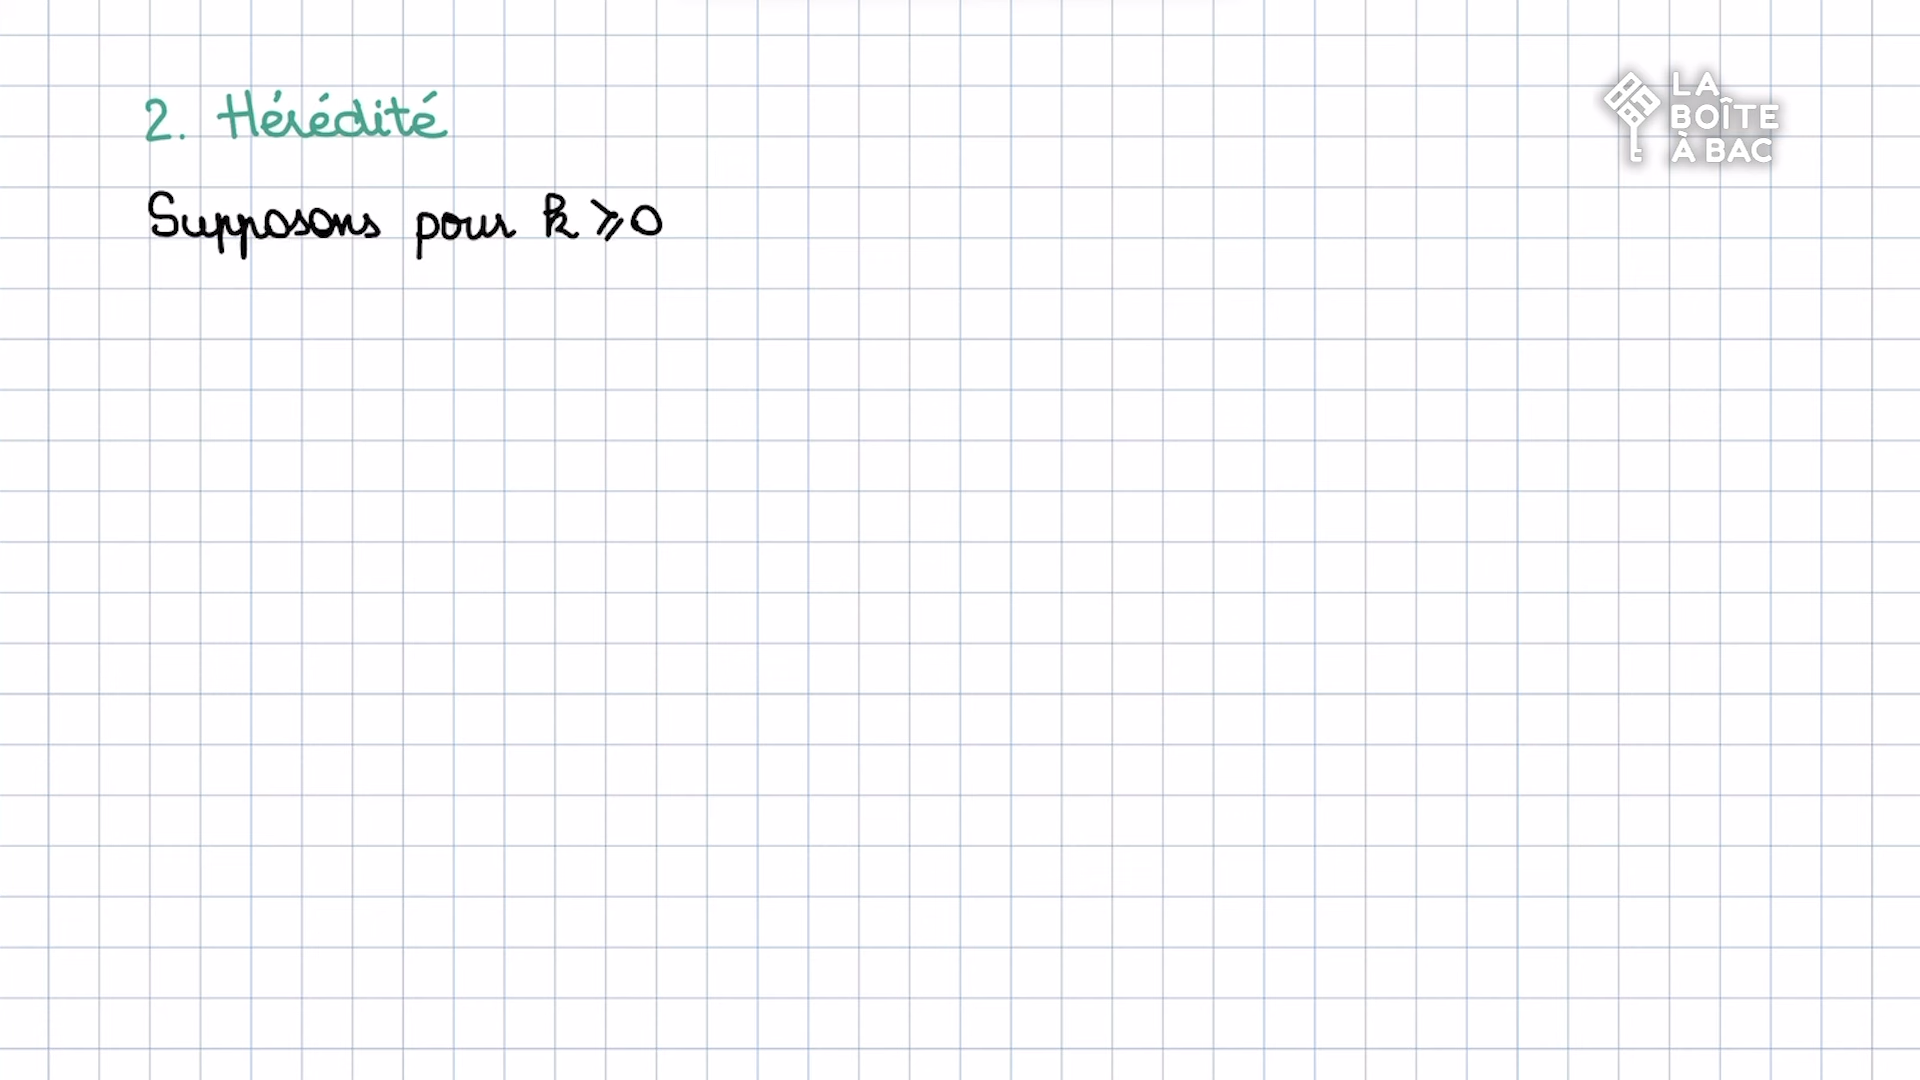 2. Hérédité
Supposons pour k ⩾ 0
LA
BOÎTE
À BAC